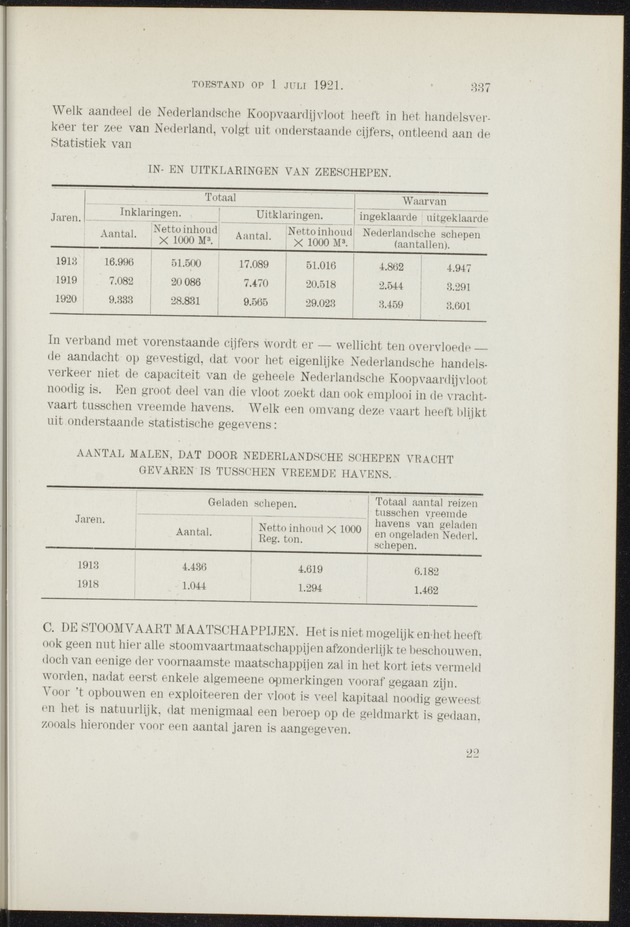 TOESTAND OP 1 JULI 1921. 337
Welk aandeel de Nederlandsche Koopvaardijvloot heeft in het handelsver-
keer ter zee van Nederland, volgt uit onderstaande cijfers, ontleend aan de
Statistiek van
IN- EN UITKLARINGEN VAN ZEESCHEPEN.
Jaren. Totaal Waarvan
Inklaringen. Uitklaringen. ingeklaarde uitgeklaarde
Aantal. Netto inhoud × 1000 M³. Aantal. Netto inhoud × 1000 M³. Nederlandsche schepen (aantallen).
1913 16.996 51.500 17.089 51.016 4.862 4.947
1919 7.082 20 086 7.470 20.518 2.544 3.291
1920 9.333 28.831 9.565 29.023 3.459 3.601
In verband met vorenstaande cijfers wordt er — wellicht ten overvloede —
de aandacht op gevestigd, dat voor het eigenlijke Nederlandsche handels-
verkeer niet de capaciteit van de geheele Nederlandsche Koopvaardijvloot
noodig is. Een groot deel van die vloot zoekt dan ook emplooi in de vracht-
vaart tusschen vreemde havens. Welk een omvang deze vaart heeft blijkt
uit onderstaande statistische gegevens:
AANTAL MALEN, DAT DOOR NEDERLANDSCHE SCHEPEN VRACHT
GEVAREN IS TUSSCHEN VREEMDE HAVENS.
Jaren. Geladen schepen. Totaal aantal reizen tusschen vreemde havens van geladen en ongeladen Nederl. schepen.
Aantal. Netto inhoud × 1000 Reg. ton.
1913 4.436 4.619 6.182
1918 1.044 1.294 1.462
C. DE STOOMVAART MAATSCHAPPIJEN. Het is niet mogelijk en het heeft
ook geen nut hier alle stoomvaartmaatschappijen afzonderlijk te beschouwen,
doch van eenige der voornaamste maatschappijen zal in het kort iets vermeld
worden, nadat eerst enkele algemeene opmerkingen vooraf gegaan zijn.
Voor 't opbouwen en exploiteeren der vloot is veel kapitaal noodig geweest
en het is natuurlijk, dat menigmaal een beroep op de geldmarkt is gedaan,
zooals hieronder voor een aantal jaren is aangegeven.
22